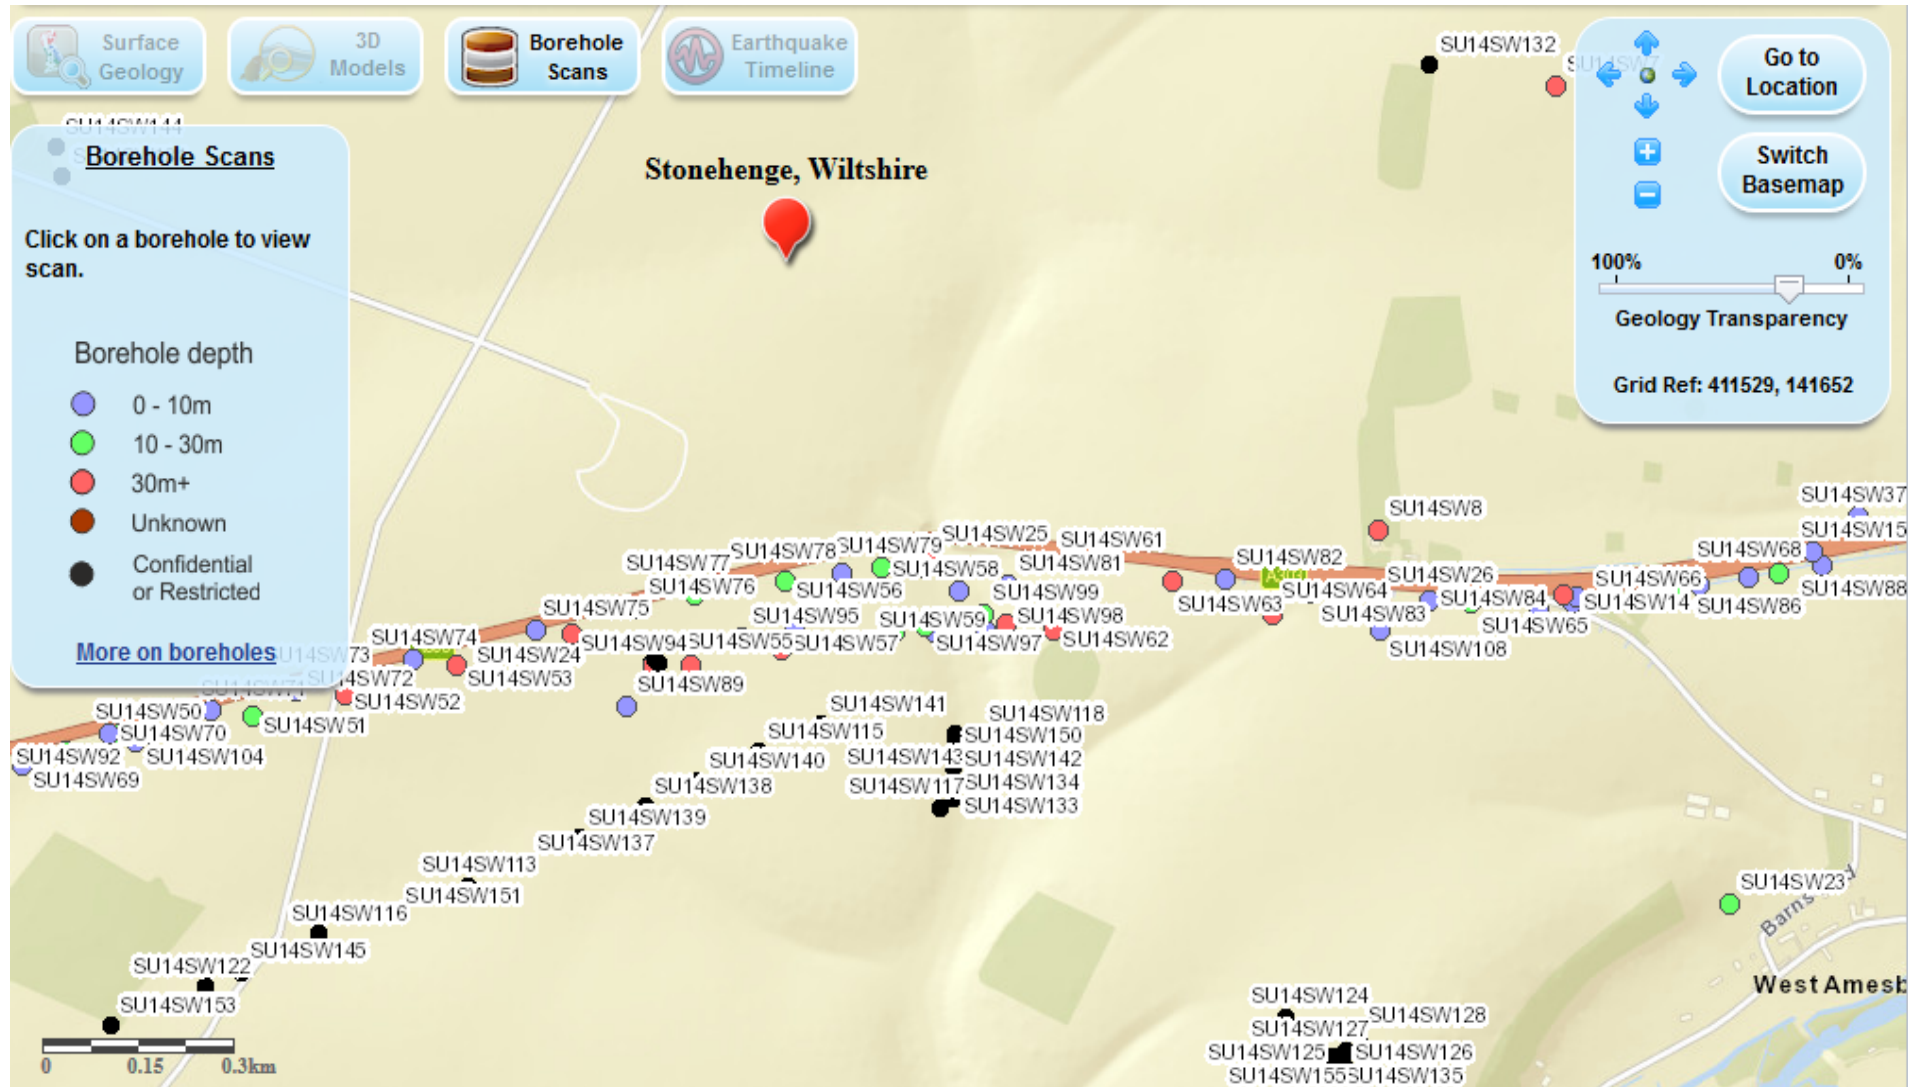 Surface
Geology
3D
Models
Borehole
Scans
Earthquake
Timeline
SU14SW132
SU14SW7
Go to
Location
Switch
Basemap
100%
0%
Geology Transparency
Grid Ref: 411529, 141652
SU14SW144
Borehole Scans
Click on a borehole to view
scan.
Borehole depth
0 - 10m
10 - 30m
30m+
Unknown
Confidential
or Restricted
More on boreholes
Stonehenge, Wiltshire
SU14SW37
SU14SW8
SU14SW15
SU14SW25
SU14SW61
SU14SW79
SU14SW78
SU14SW77
SU14SW68
SU14SW82
SU14SW81
SU14SW58
SU14SW26
SU14SW66
SU14SW76
SU14SW56
SU14SW99
SU14SW64
SU14SW84
SU14SW14
SU14SW86
SU14SW88
A303
SU14SW75
SU14SW95
SU14SW59
SU14SW98
SU14SW63
SU14SW83
SU14SW65
SU14SW74
SU14SW94
SU14SW55
SU14SW57
SU14SW97
SU14SW62
SU14SW108
SU14SW73
SU14SW24
SU14SW72
SU14SW53
SU14SW89
SU14SW71
SU14SW52
SU14SW50
SU14SW51
SU14SW141
SU14SW118
SU14SW70
SU14SW115
SU14SW150
SU14SW92
SU14SW104
SU14SW140
SU14SW143
SU14SW142
SU14SW69
SU14SW138
SU14SW117
SU14SW134
SU14SW139
SU14SW133
SU14SW137
SU14SW113
SU14SW151
SU14SW23
SU14SW116
Barns
SU14SW145
SU14SW122
SU14SW153
West Amesb
SU14SW124
SU14SW128
SU14SW127
SU14SW125
SU14SW126
SU14SW155
SU14SW135
0
0.15
0.3km